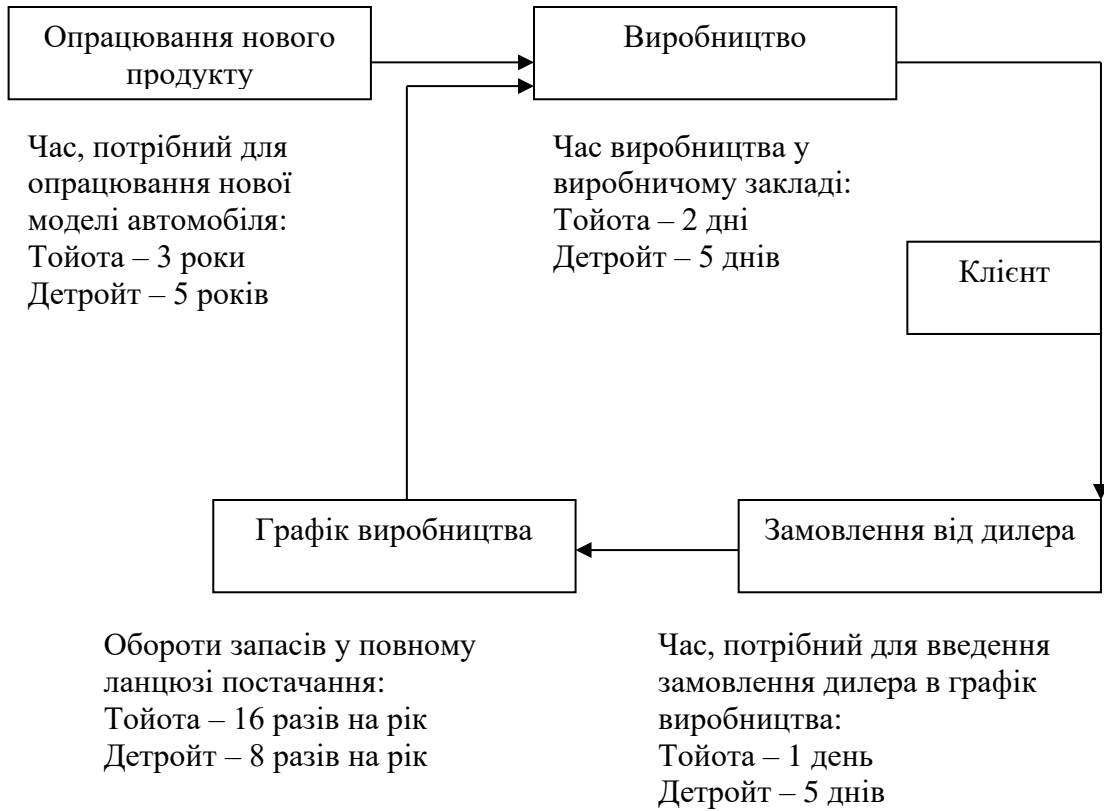 Опрацювання нового
продукту
Виробництво
Час, потрібний для
опрацювання нової
моделі автомобіля:
Тойота – 3 роки
Детройт – 5 років
Час виробництва у
виробничому закладі:
Тойота – 2 дні
Детройт – 5 днів
Клієнт
Графік виробництва
Замовлення від дилера
Обороти запасів у повному
ланцюзі постачання:
Тойота – 16 разів на рік
Детройт – 8 разів на рік
Час, потрібний для введення
замовлення дилера в графік
виробництва:
Тойота – 1 день
Детройт – 5 днів